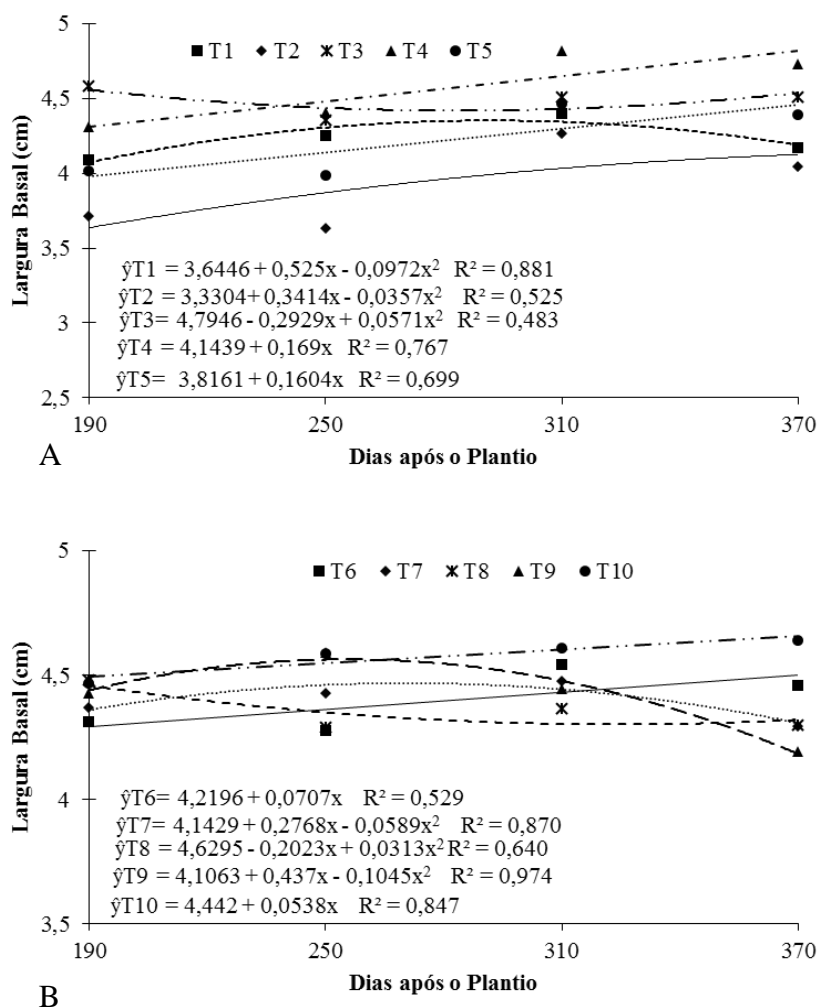 5
T1 T2 T3 T4 T5
4,5
4
3,5
3
2,5
Largura Basal (cm)
ŷT1 = 3,6446 + 0,525x - 0,0972x² R² = 0,881
ŷT2 = 3,3304+ 0,3414x - 0,0357x² R² = 0,525
ŷT3= 4,7946 - 0,2929x + 0,0571x² R² = 0,483
ŷT4 = 4,1439 + 0,169x R² = 0,767
ŷT5= 3,8161 + 0,1604x R² = 0,699
190 250 310 370
A
Dias após o Plantio
5
T6 T7 T8 T9 T10
4,5
4
3,5
Largura Basal (cm)
ŷT6= 4,2196 + 0,0707x R² = 0,529
ŷT7= 4,1429 + 0,2768x - 0,0589x² R² = 0,870
ŷT8= 4,6295 - 0,2023x + 0,0313x² R² = 0,640
ŷT9= 4,1063 + 0,437x - 0,1045x² R² = 0,974
ŷT10 = 4,442 + 0,0538x R² = 0,847
190 250 310 370
Dias após o Plantio
B